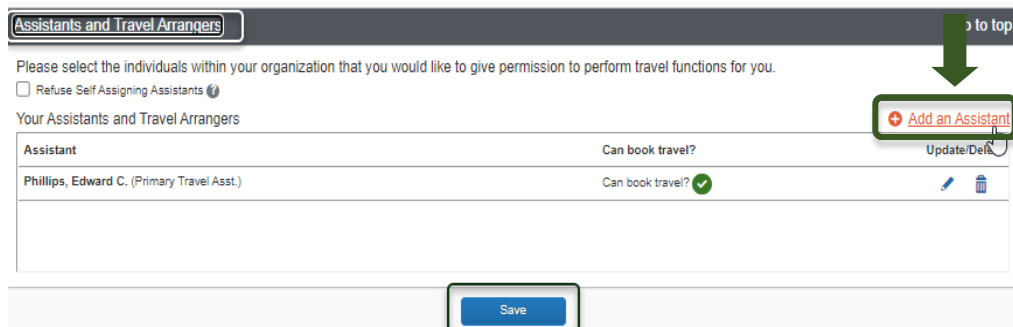 Assistants and Travel Arrangers to top
Please select the individuals within your organization that you would like to give permission to perform travel functions for you.
Refuse Self Assigning Assistants ?
Your Assistants and Travel Arrangers Add an Assistant
Assistant Can book travel?
Phillips, Edward C. (Primary Travel Asst.) Can book travel?
Save